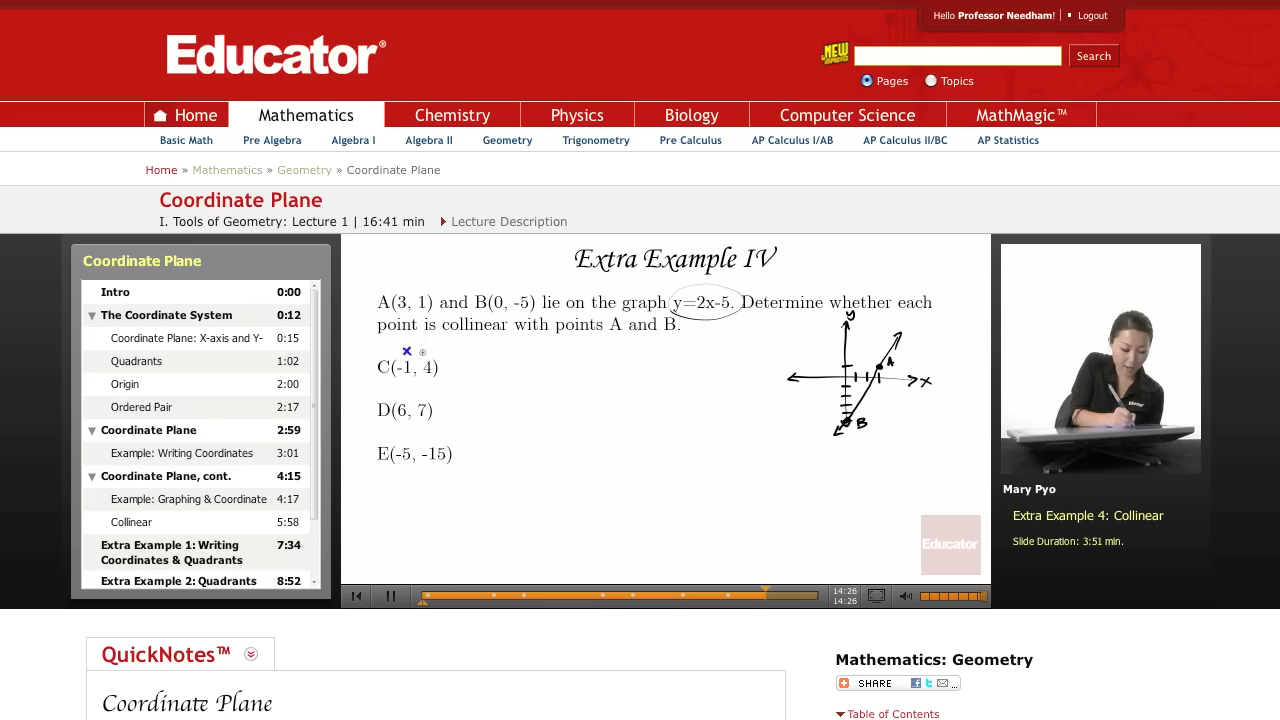 Hello Professor Needham! Logout
Educator®
NEW
Search
Pages Topics
Home Mathematics Chemistry Physics Biology Computer Science MathMagic™
Basic Math Pre Algebra Algebra I Algebra II Geometry Trigonometry Pre Calculus AP Calculus I/AB AP Calculus II/BC AP Statistics
Home » Mathematics » Geometry » Coordinate Plane
Coordinate Plane
I. Tools of Geometry: Lecture 1 | 16:41 min Lecture Description
Coordinate Plane
Intro 0:00
The Coordinate System 0:12
Coordinate Plane: X-axis and Y- 0:15
Quadrants 1:02
Origin 2:00
Ordered Pair 2:17
Coordinate Plane 2:59
Example: Writing Coordinates 3:01
Coordinate Plane, cont. 4:15
Example: Graphing & Coordinate 4:17
Collinear 5:58
Extra Example 1: Writing 7:34
Coordinates & Quadrants
Extra Example 2: Quadrants 8:52
Extra Example IV
A(3, 1) and B(0, -5) lie on the graph y=2x-5. Determine whether each
point is collinear with points A and B.
x
C(-1, 4)
D(6, 7)
E(-5, -15)
y
A
x
B
Educator
14:26
14:26
Mary Pyo
Extra Example 4: Collinear
Slide Duration: 3:51 min.
QuickNotes™
Coordinate Plane
Mathematics: Geometry
SHARE
Table of Contents